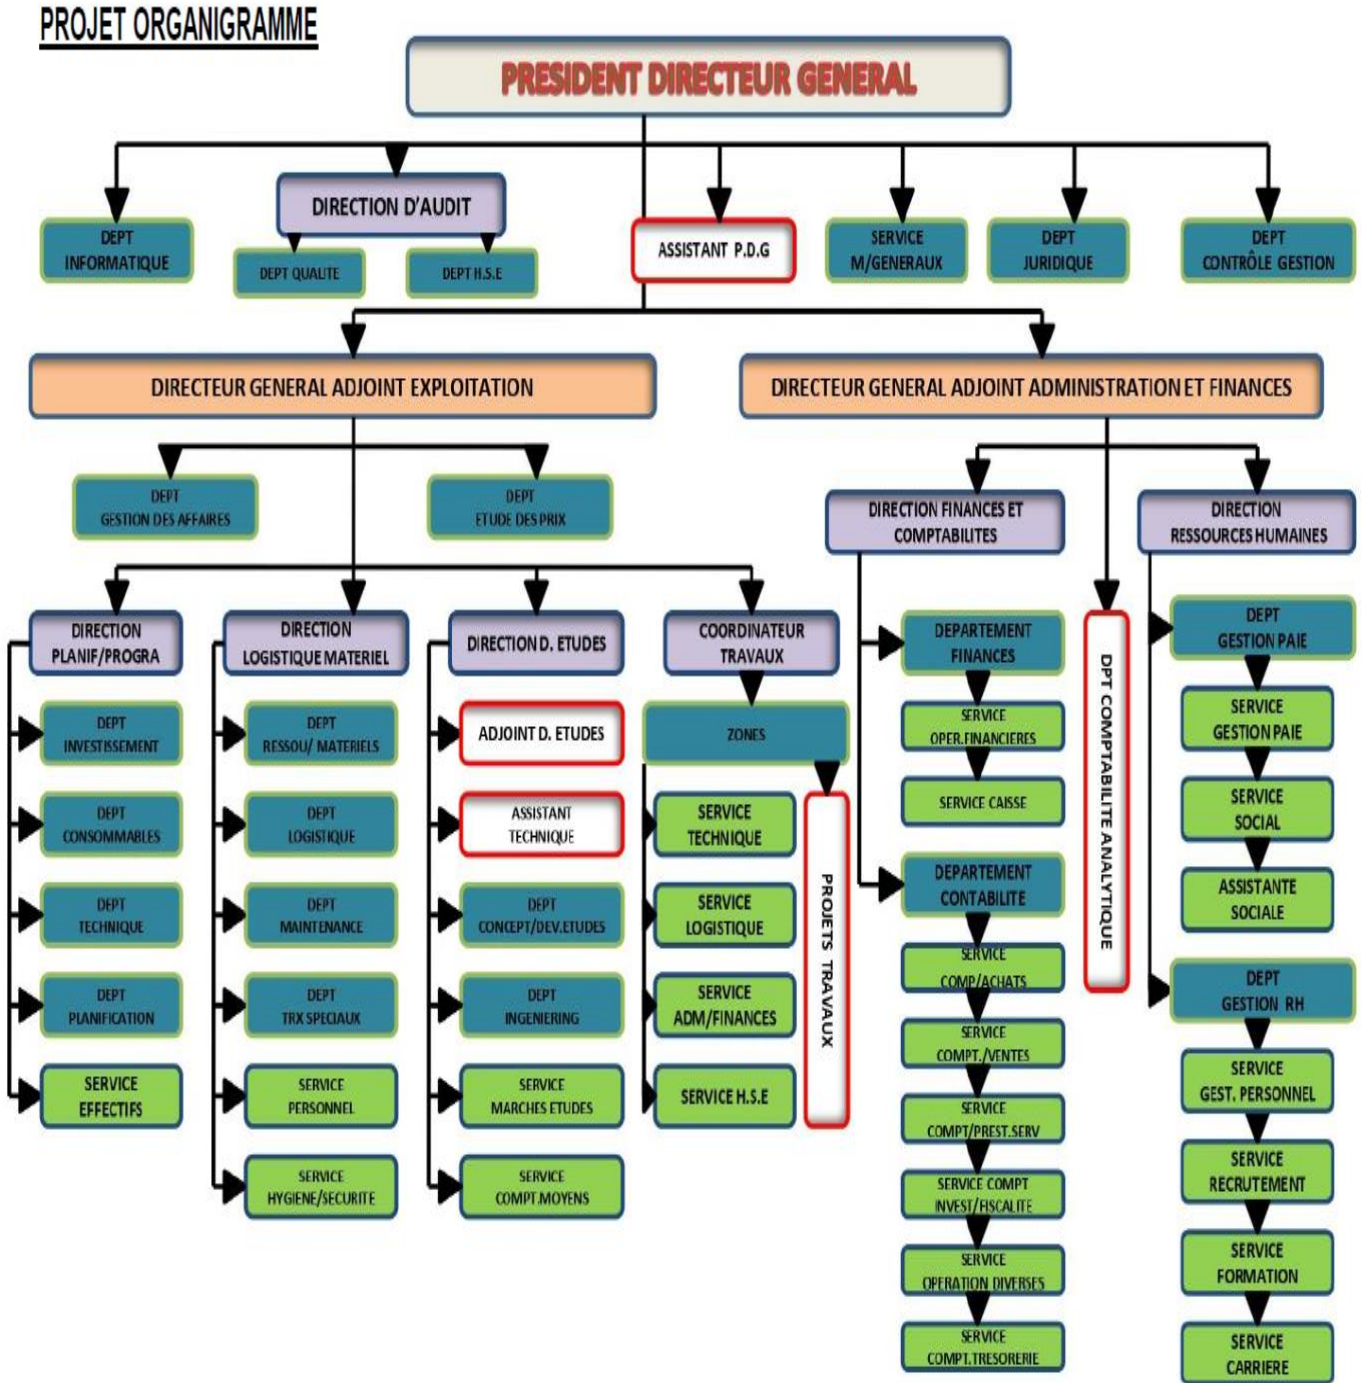 PROJET ORGANIGRAMME
PRESIDENT DIRECTEUR GENERAL
DEPT
INFORMATIQUE
DIRECTION D'AUDIT
DEPT QUALITE
DEPT H.S.E
ASSISTANT P.D.G
SERVICE
M/GENERAUX
DEPT
JURIDIQUE
DEPT
CONTRÔLE GESTION
DIRECTEUR GENERAL ADJOINT EXPLOITATION
DIRECTEUR GENERAL ADJOINT ADMINISTRATION ET FINANCES
DEPT
GESTION DES AFFAIRES
DEPT
ETUDE DES PRIX
DIRECTION FINANCES ET
COMPTABILITES
DIRECTION
RESSOURCES HUMAINES
DIRECTION
PLANIF/PROGRA
DEPT
INVESTISSEMENT
DEPT
CONSOMMABLES
DEPT
TECHNIQUE
DEPT
PLANIFICATION
SERVICE
EFFECTIFS
DIRECTION
LOGISTIQUE MATERIEL
DEPT
RESSOU/ MATERIELS
DEPT
LOGISTIQUE
DEPT
MAINTENANCE
DEPT
TRX SPECIAUX
SERVICE
PERSONNEL
SERVICE
HYGIENE/SECURITE
DIRECTION D. ETUDES
ADJOINT D. ETUDES
ASSISTANT
TECHNIQUE
DEPT
CONCEPT/DEV.ETUDES
DEPT
INGENIERING
SERVICE
MARCHES ETUDES
SERVICE
COMPT.MOYENS
COORDINATEUR
TRAVAUX
ZONES
SERVICE
TECHNIQUE
SERVICE
LOGISTIQUE
SERVICE
ADM/FINANCES
SERVICE H.S.E
PROJETS TRAVAUX
DEPARTEMENT
FINANCES
SERVICE
OPER.FINANCIERES
SERVICE CAISSE
DEPARTEMENT
CONTABILITE
SERVICE
COMP/ACHATS
SERVICE
COMPT./VENTES
SERVICE
COMPT/PREST.SERV
SERVICE COMPT
INVEST/FISCALITE
SERVICE
OPERATION DIVERSES
SERVICE
COMPT.TRESORERIE
DPT COMPTABILITE ANALYTIQUE
DEPT
GESTION PAIE
SERVICE
GESTION PAIE
SERVICE
SOCIAL
ASSISTANTE
SOCIALE
DEPT
GESTION RH
SERVICE
GEST. PERSONNEL
SERVICE
RECRUTEMENT
SERVICE
FORMATION
SERVICE
CARRIERE